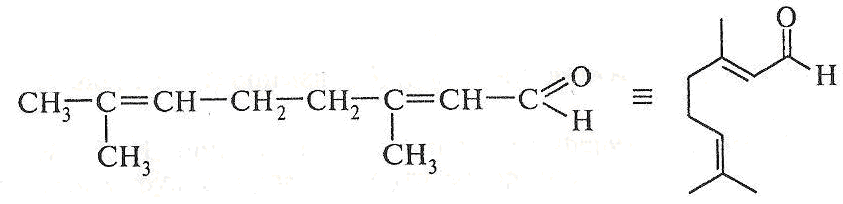 O
O
CH₃—C=CH—CH₂—CH₂—C=CH—C
≡
H
H
CH₃
CH₃